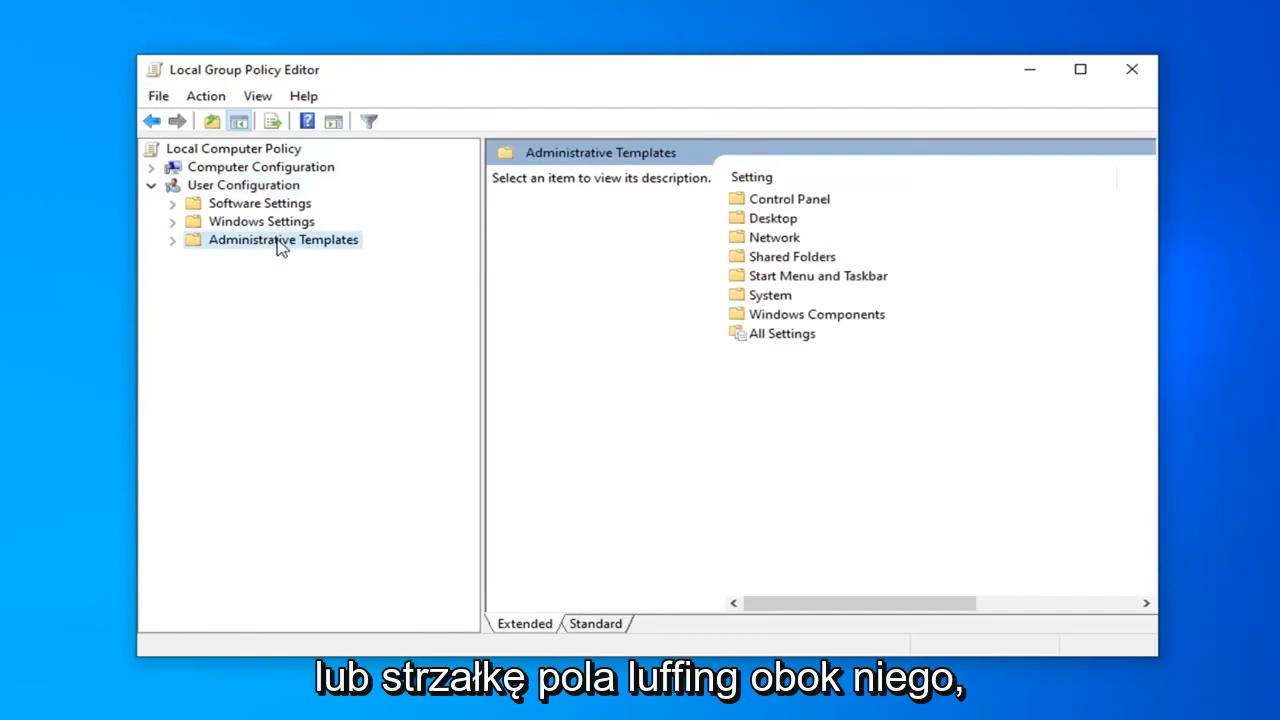 Local Group Policy Editor
File Action View Help
Local Computer Policy
Computer Configuration
User Configuration
Software Settings
Windows Settings
Administrative Templates
Administrative Templates
Select an item to view its description.
Setting
Control Panel
Desktop
Network
Shared Folders
Start Menu and Taskbar
System
Windows Components
All Settings
Extended Standard
lub strzałkę pola luffing obok niego,